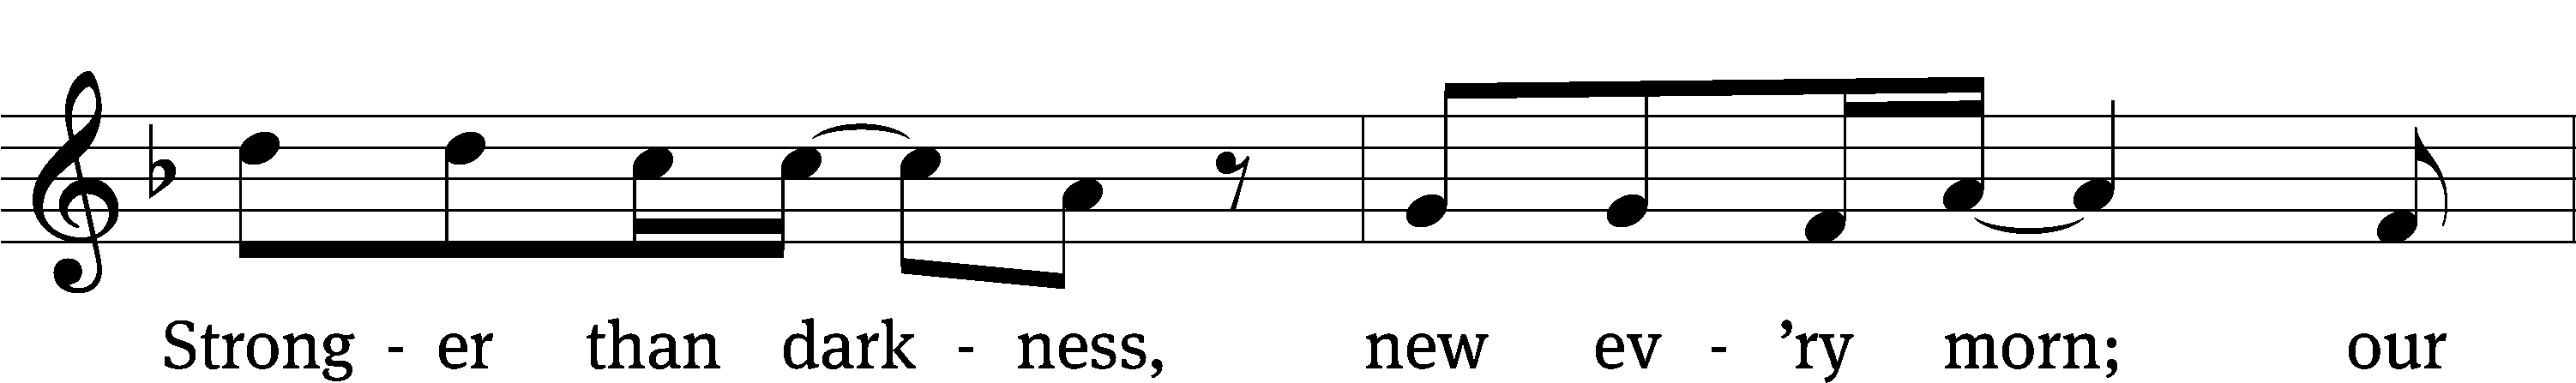 Strong - er than dark - ness, new ev - ’ry morn; our